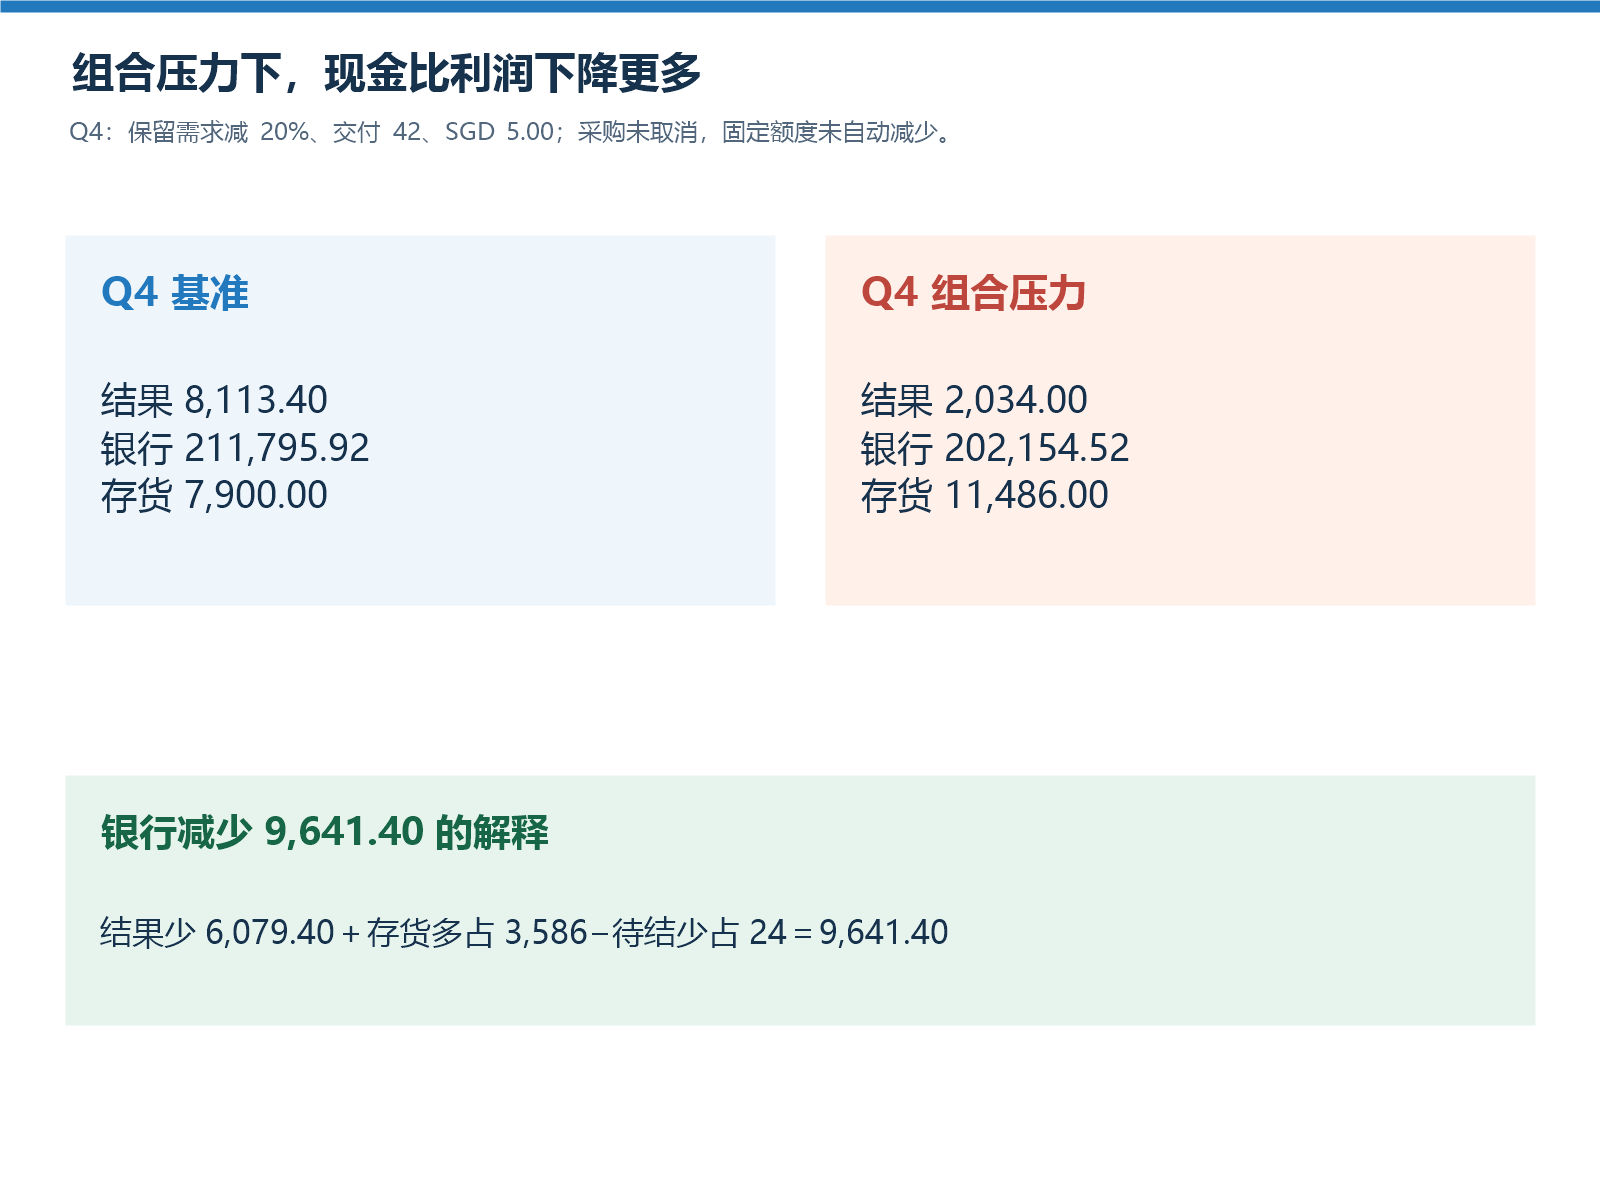 组合压力下，现金比利润下降更多
Q4：保留需求减 20%、交付 42、SGD 5.00；采购未取消，固定额度未自动减少。
Q4 基准
结果 8,113.40
银行 211,795.92
存货 7,900.00
Q4 组合压力
结果 2,034.00
银行 202,154.52
存货 11,486.00
银行减少 9,641.40 的解释
结果少 6,079.40＋存货多占 3,586−待结少占 24＝9,641.40